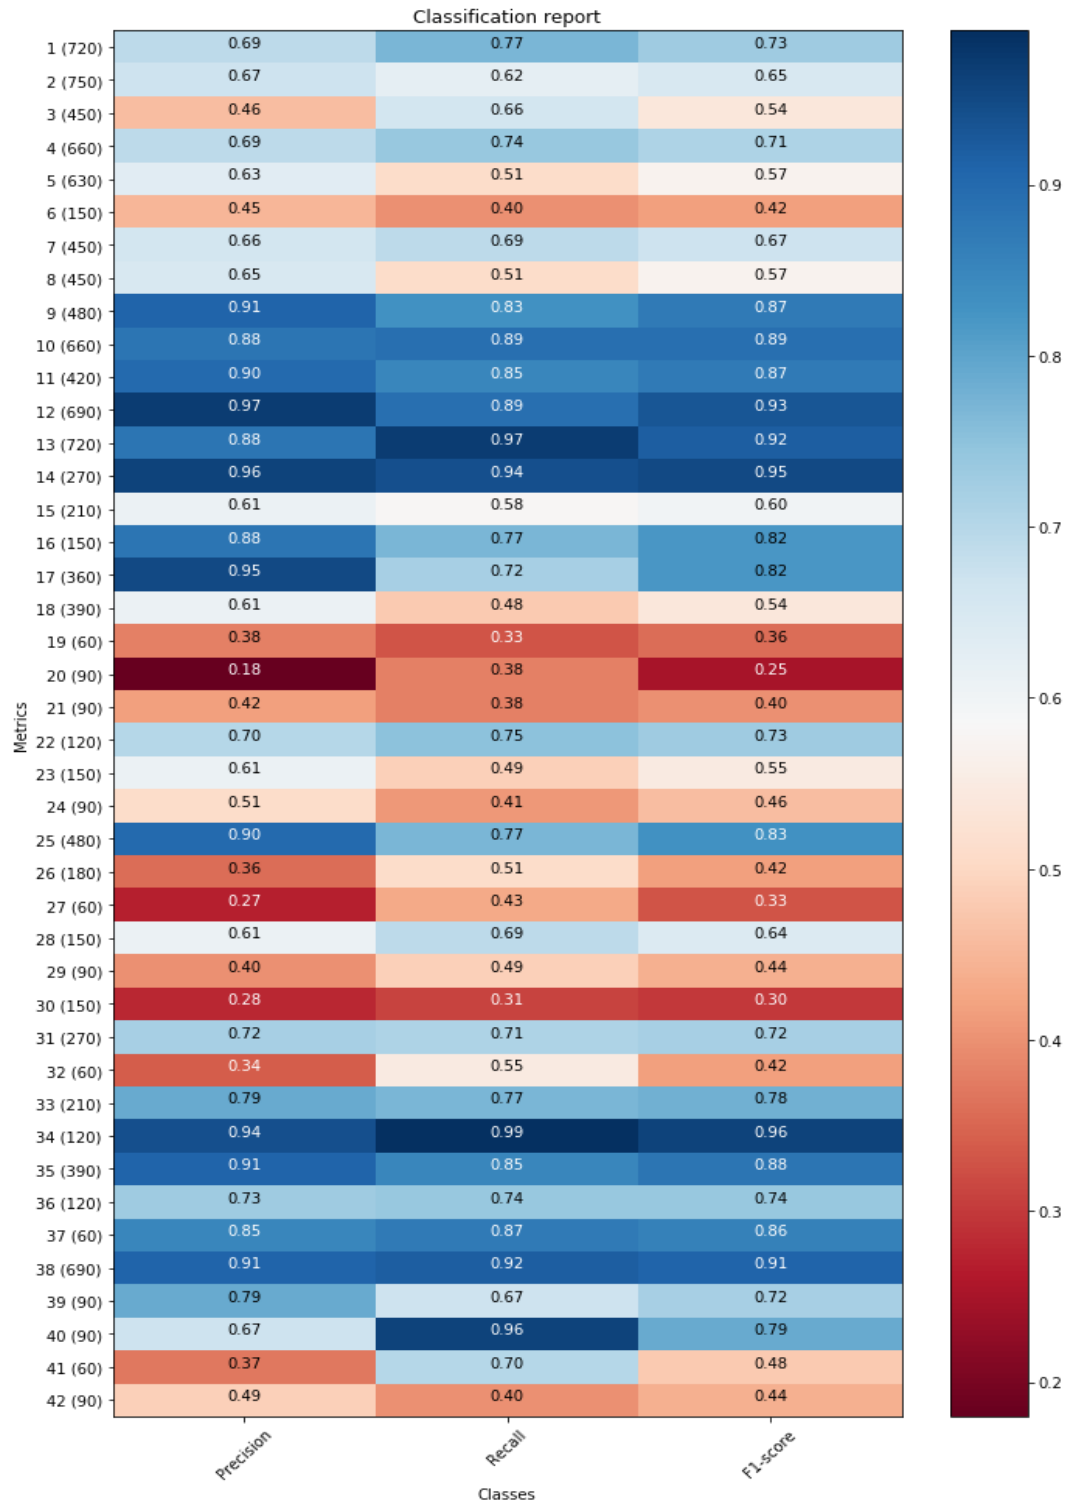 Classification report
1 (720) 0.69 0.77 0.73
2 (750) 0.67 0.62 0.65
3 (450) 0.46 0.66 0.54
4 (660) 0.69 0.74 0.71
5 (630) 0.63 0.51 0.57
6 (150) 0.45 0.40 0.42
7 (450) 0.66 0.69 0.67
8 (450) 0.65 0.51 0.57
9 (480) 0.91 0.83 0.87
10 (660) 0.88 0.89 0.89
11 (420) 0.90 0.85 0.87
12 (690) 0.97 0.89 0.93
13 (720) 0.88 0.97 0.92
14 (270) 0.96 0.94 0.95
15 (210) 0.61 0.58 0.60
16 (150) 0.88 0.77 0.82
17 (360) 0.95 0.72 0.82
18 (390) 0.61 0.48 0.54
19 (60) 0.38 0.33 0.36
20 (90) 0.18 0.38 0.25
21 (90) 0.42 0.38 0.40
22 (120) 0.70 0.75 0.73
23 (150) 0.61 0.49 0.55
24 (90) 0.51 0.41 0.46
25 (480) 0.90 0.77 0.83
26 (180) 0.36 0.51 0.42
27 (60) 0.27 0.43 0.33
28 (150) 0.61 0.69 0.64
29 (90) 0.40 0.49 0.44
30 (150) 0.28 0.31 0.30
31 (270) 0.72 0.71 0.72
32 (60) 0.34 0.55 0.42
33 (210) 0.79 0.77 0.78
34 (120) 0.94 0.99 0.96
35 (390) 0.91 0.85 0.88
36 (120) 0.73 0.74 0.74
37 (60) 0.85 0.87 0.86
38 (690) 0.91 0.92 0.91
39 (90) 0.79 0.67 0.72
40 (90) 0.67 0.96 0.79
41 (60) 0.37 0.70 0.48
42 (90) 0.49 0.40 0.44
Metrics
Precision Recall F1-score
Classes
0.9
0.8
0.7
0.6
0.5
0.4
0.3
0.2